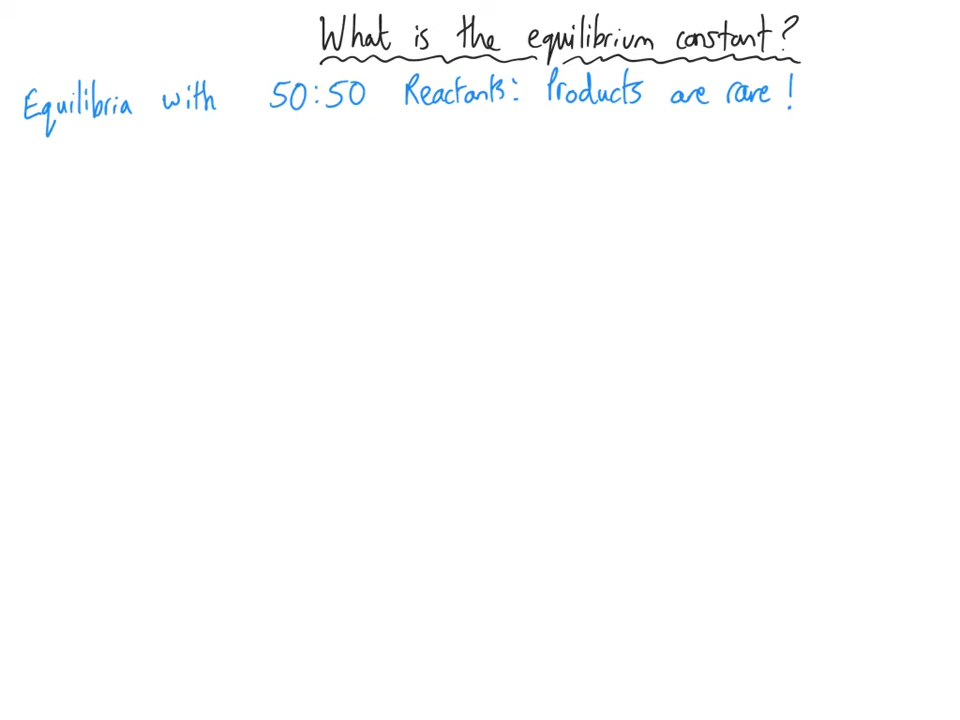 What is the equilibrium constant?
Equilibria with 50:50 Reactants: Products are rare!